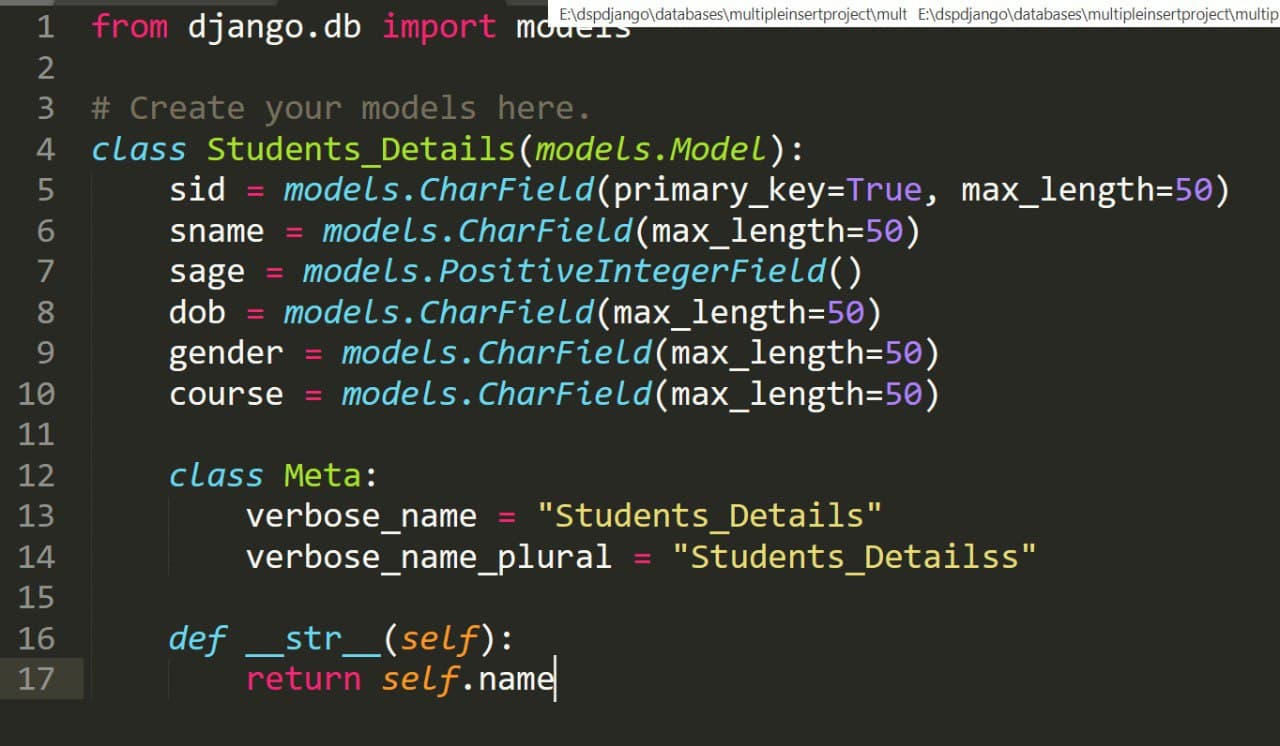 E:\dspdjango\databases\multipleinsertproject\mult E:\dspdjango\databases\multipleinsertproject\multip
1 from django.db import models
2
3 # Create your models here.
4 class Students_Details(models.Model):
5     sid = models.CharField(primary_key=True, max_length=50)
6     sname = models.CharField(max_length=50)
7     sage = models.PositiveIntegerField()
8     dob = models.CharField(max_length=50)
9     gender = models.CharField(max_length=50)
10     course = models.CharField(max_length=50)
11
12     class Meta:
13         verbose_name = "Students_Details"
14         verbose_name_plural = "Students_Detailss"
15
16     def __str__(self):
17         return self.name